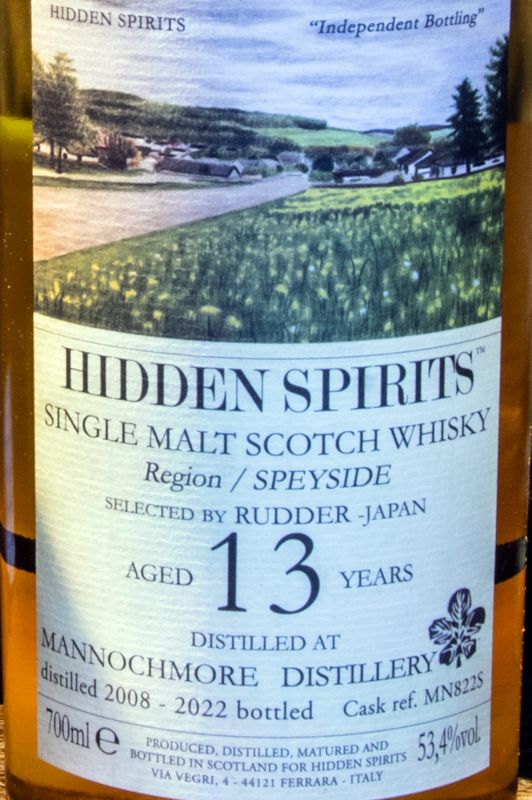 HIDDEN SPIRITS
"Independent Bottling"
HIDDEN SPIRITS™
SINGLE MALT SCOTCH WHISKY
Region / SPEYSIDE
SELECTED BY RUDDER -JAPAN
AGED 13 YEARS
DISTILLED AT
MANNOCHMORE DISTILLERY
distilled 2008 - 2022 bottled Cask ref. MN822S
700ml ℮ PRODUCED, DISTILLED, MATURED AND 53,4%vol.
BOTTLED IN SCOTLAND FOR HIDDEN SPIRITS
VIA VEGRI, 4 - 44121 FERRARA - ITALY